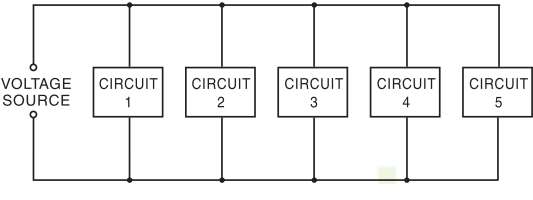 VOLTAGE
SOURCE
CIRCUIT
1
CIRCUIT
2
CIRCUIT
3
CIRCUIT
4
CIRCUIT
5